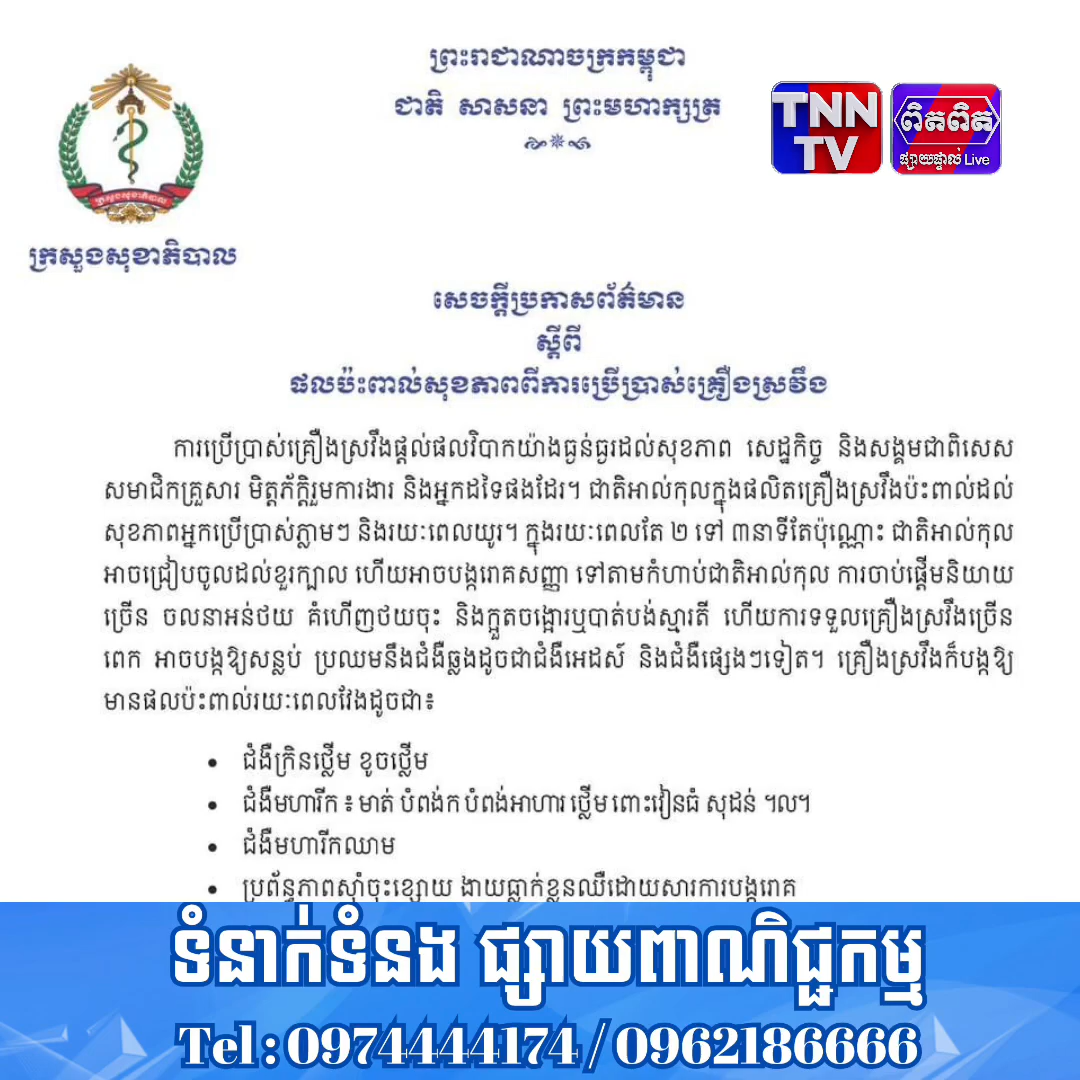 ព្រះរាជាណាចក្រកម្ពុជា
ជាតិ សាសនា ព្រះមហាក្សត្រ
TNN
TV
ពិតពិត
ផ្សាយផ្ទាល់ Live
ក្រសួងសុខាភិបាល
ក្រសួងសុខាភិបាល
សេចក្តីប្រកាសព័ត៌មាន
ស្តីពី
ផលប៉ះពាល់សុខភាពពីការប្រើប្រាស់គ្រឿងស្រវឹង
ការប្រើប្រាស់គ្រឿងស្រវឹងផ្តល់ផលវិបាកយ៉ាងធ្ងន់ធ្ងរដល់សុខភាព សេដ្ឋកិច្ច និងសង្គមជាពិសេស
សមាជិកគ្រួសារ មិត្តភ័ក្តិរួមការងារ និងអ្នកដទៃផងដែរ។ ជាតិអាល់កុលក្នុងផលិតគ្រឿងស្រវឹងប៉ះពាល់ដល់
សុខភាពអ្នកប្រើប្រាស់ភ្លាមៗ និងរយៈពេលយូរ។ ក្នុងរយៈពេលតែ ២ ទៅ ៣នាទីតែប៉ុណ្ណោះ ជាតិអាល់កុល
អាចជ្រៀបចូលដល់ខួរក្បាល ហើយអាចបង្ករោគសញ្ញា ទៅតាមកំហាប់ជាតិអាល់កុល ការចាប់ផ្តើមនិយាយ
ច្រើន ចលនាអន់ថយ គំហើញថយចុះ និងក្អួតចង្អោរឬបាត់បង់ស្មារតី ហើយការទទួលគ្រឿងស្រវឹងច្រើន
ពេក អាចបង្កឱ្យសន្លប់ ប្រឈមនឹងជំងឺឆ្លងដូចជាជំងឺអេដស៍ និងជំងឺផ្សេងៗទៀត។ គ្រឿងស្រវឹងក៏បង្កឱ្យ
មានផលប៉ះពាល់រយៈពេលវែងដូចជា៖
• ជំងឺក្រិនថ្លើម ខូចថ្លើម
• ជំងឺមហារីក ៖ មាត់ បំពង់ក បំពង់អាហារ ថ្លើម ពោះវៀនធំ សុដន់ ។ល។
• ជំងឺមហារីកឈាម
• ប្រព័ន្ធភាពស៊ាំចុះខ្សោយ ងាយធ្លាក់ខ្លួនឈឺដោយសារការបង្ករោគ
ទំនាក់ទំនង ផ្សាយពាណិជ្ជកម្ម
Tel : 0974444174 / 0962186666